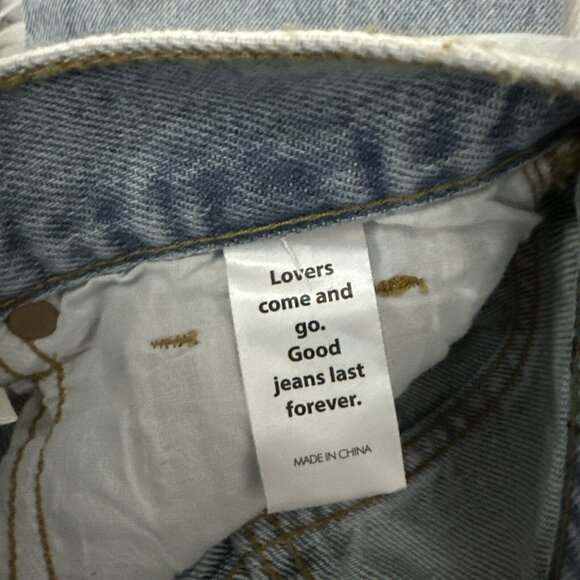 Lovers
come and
go.
Good
jeans last
forever.
MADE IN CHINA